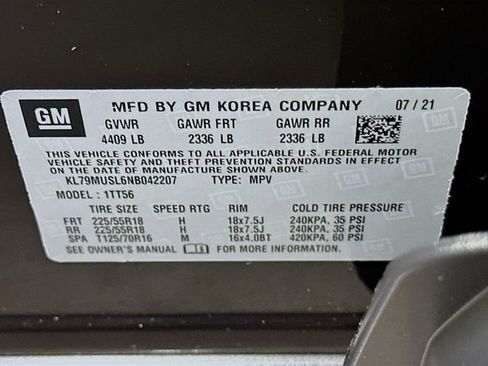 GM MFD BY GM KOREA COMPANY 07 / 21
GVWR GAWR FRT GAWR RR
4409 LB 2336 LB 2336 LB
THIS VEHICLE CONFORMS TO ALL APPLICABLE U.S. FEDERAL MOTOR
VEHICLE SAFETY AND THEFT PREVENTION STANDARDS IN EFFECT
ON THE DATE OF MANUFACTURE SHOWN ABOVE.
KL79MUSL6NB042207 TYPE: MPV
MODEL : 1TT56
TIRE SIZE SPEED RTG RIM COLD TIRE PRESSURE
FRT 225/55R18 H 18x7.5J 240KPA, 35 PSI
RR 225/55R18 H 18x7.5J 240KPA, 35 PSI
SPA T125/70R16 M 16x4.0BT 420KPA, 60 PSI
SEE OWNER'S MANUAL FOR MORE INFORMATION.